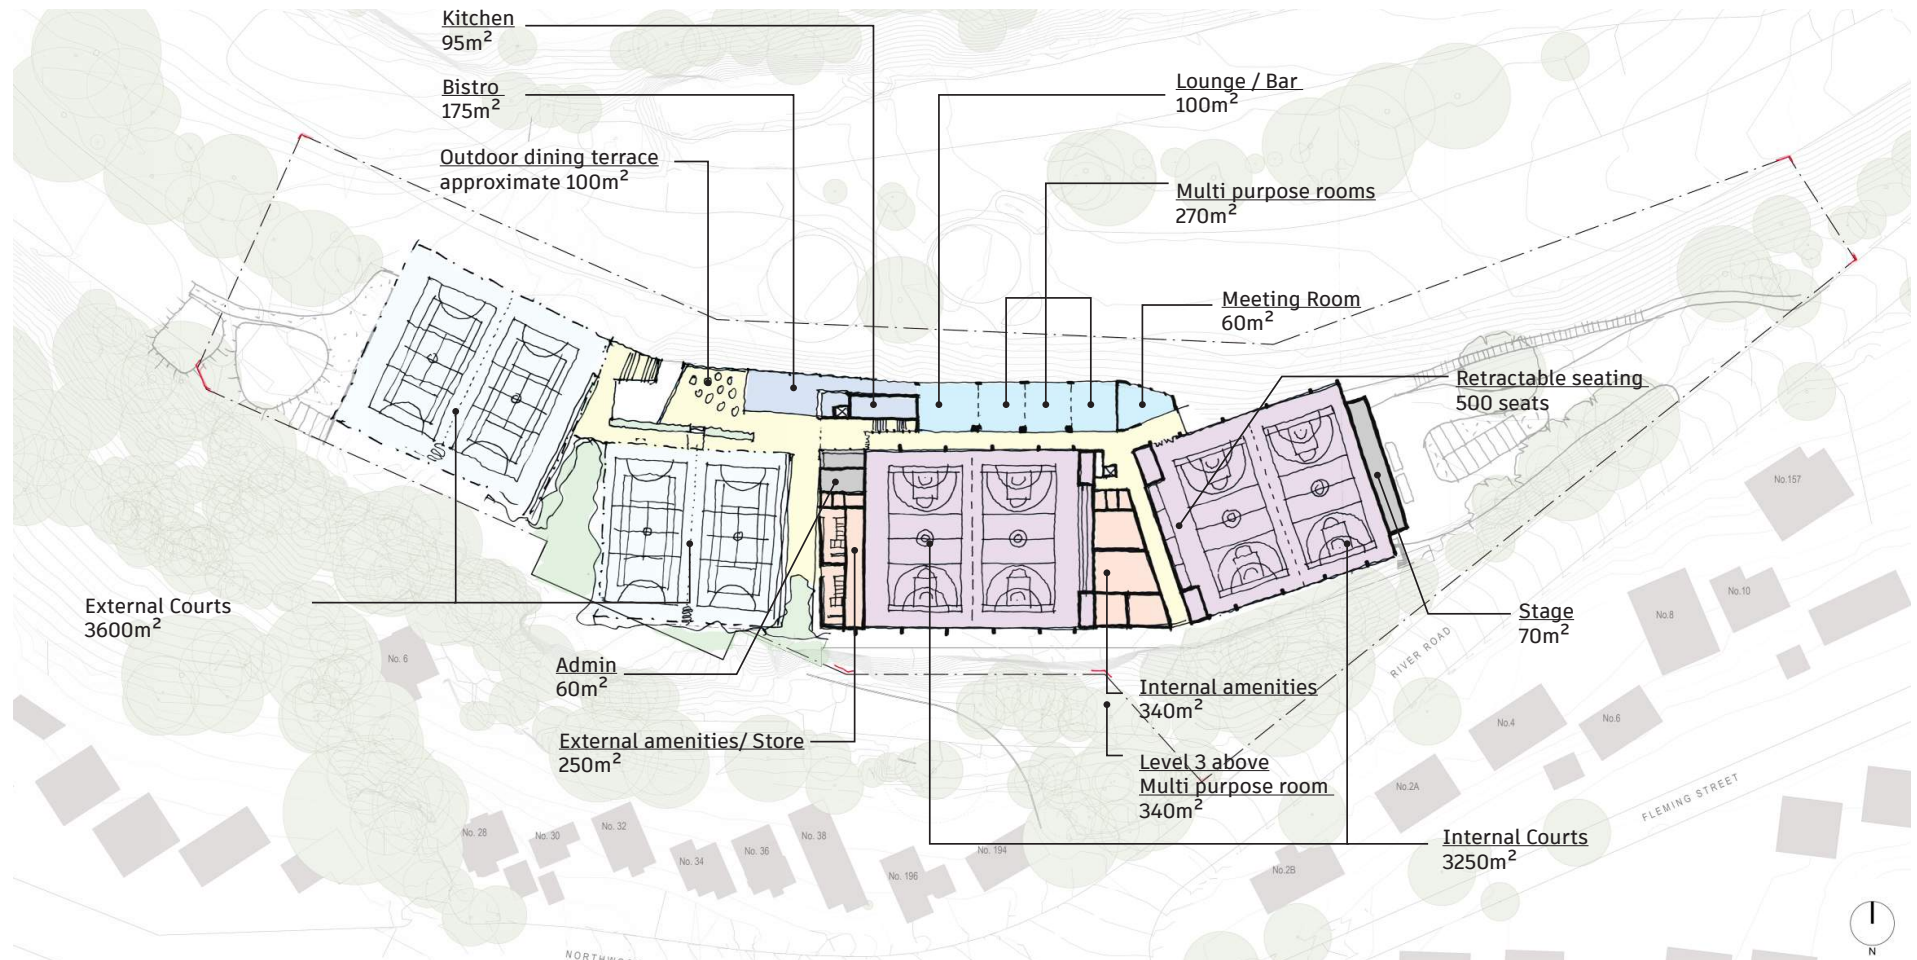 Kitchen
95m²
Bistro
175m²
Outdoor dining terrace
approximate 100m²
Lounge / Bar
100m²
Multi purpose rooms
270m²
Meeting Room
60m²
Retractable seating
500 seats
External Courts
3600m²
Admin
60m²
External amenities/ Store
250m²
Internal amenities
340m²
Level 3 above
Multi purpose room
340m²
Stage
70m²
Internal Courts
3250m²
No.157
No.10
No.8
RIVER ROAD
No. 6
No.4
No.6
No.2A
FLEMING STREET
No. 28
No. 30
No. 32
No. 34
No. 36
No. 38
No. 196
No. 194
No.2B
N